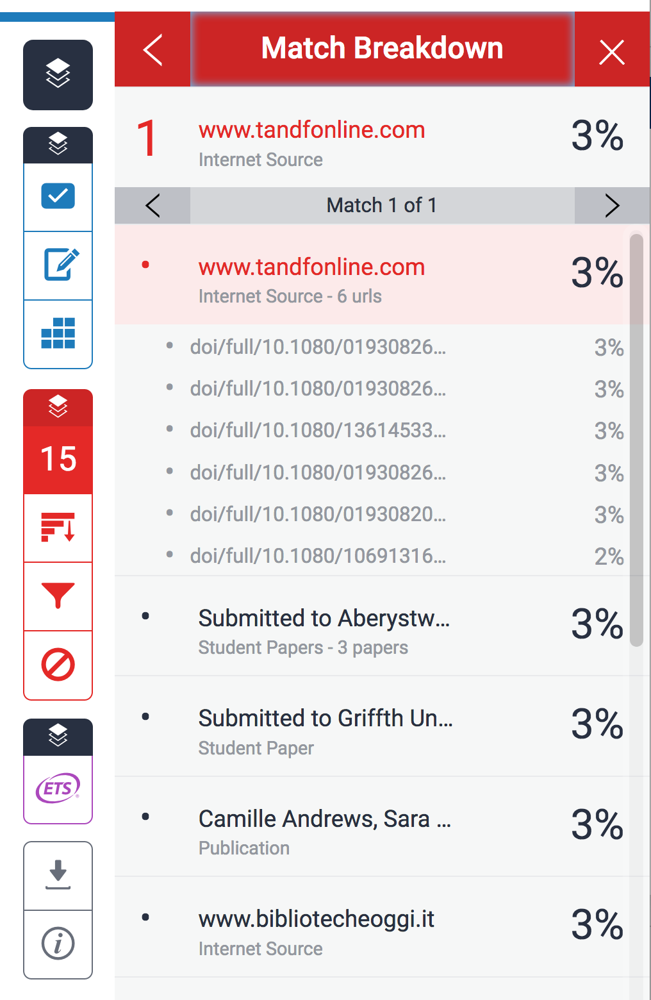 Match Breakdown
1 www.tandfonline.com 3%
Internet Source
Match 1 of 1
• www.tandfonline.com 3%
Internet Source - 6 urls
• doi/full/10.1080/01930826... 3%
• doi/full/10.1080/01930826... 3%
• doi/full/10.1080/13614533... 3%
• doi/full/10.1080/01930826... 3%
• doi/full/10.1080/01930820... 3%
• doi/full/10.1080/10691316... 2%
• Submitted to Aberystw... 3%
Student Papers - 3 papers
• Submitted to Griffth Un... 3%
Student Paper
• Camille Andrews, Sara ... 3%
Publication
• www.bibliotecheoggi.it 3%
Internet Source
15
ETS®
i